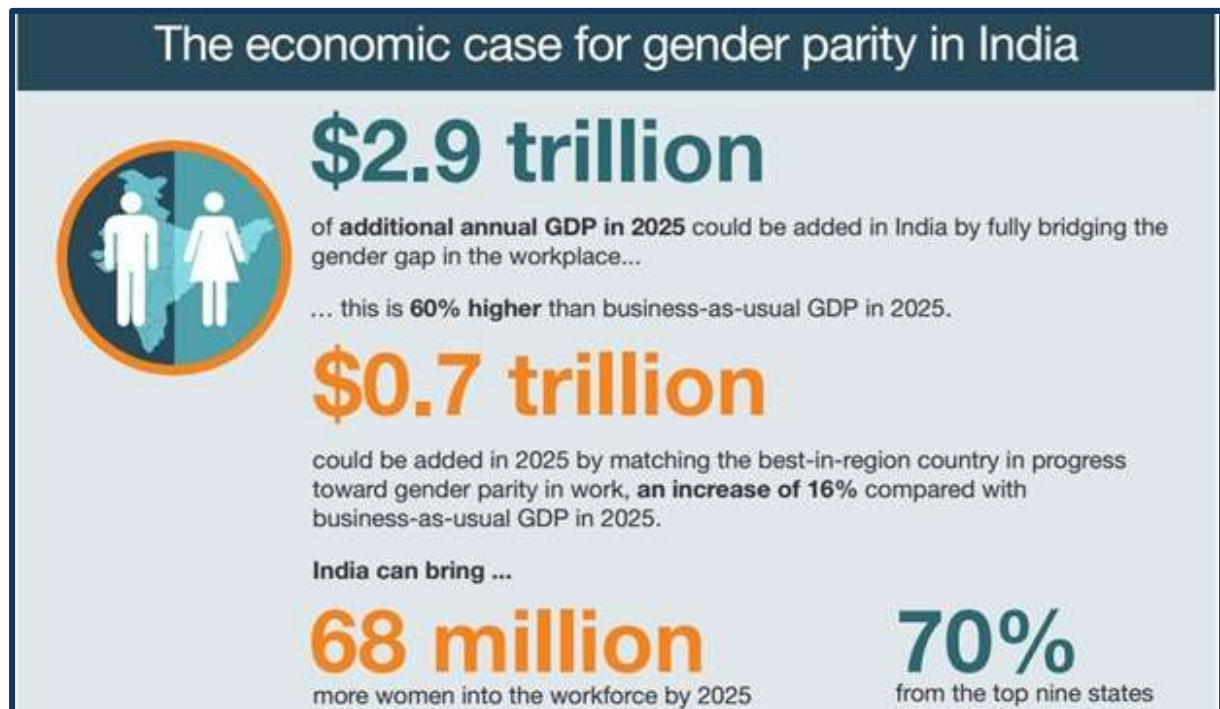 The economic case for gender parity in India
$2.9 trillion
of additional annual GDP in 2025 could be added in India by fully bridging the
gender gap in the workplace...
... this is 60% higher than business-as-usual GDP in 2025.
$0.7 trillion
could be added in 2025 by matching the best-in-region country in progress
toward gender parity in work, an increase of 16% compared with
business-as-usual GDP in 2025.
India can bring ...
68 million
more women into the workforce by 2025
70%
from the top nine states